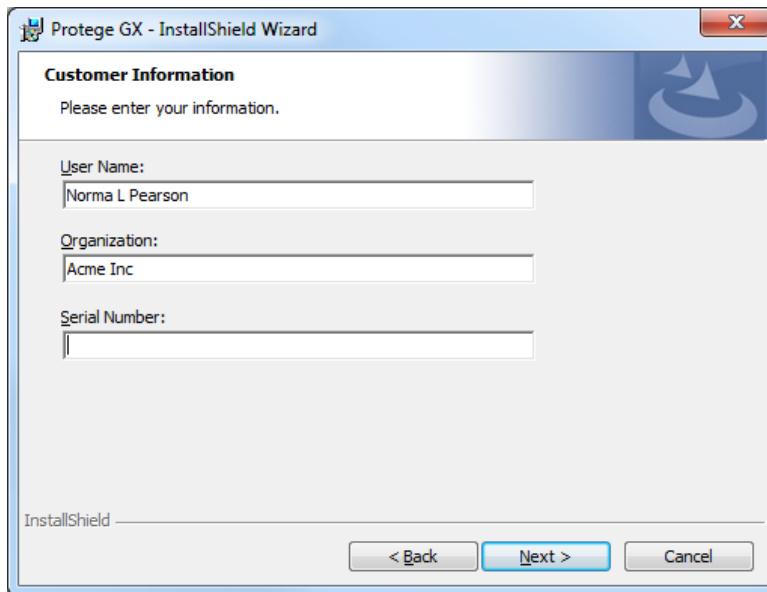 Protege GX - InstallShield Wizard
Customer Information
Please enter your information.
User Name:
Norma L Pearson
Organization:
Acme Inc
Serial Number:
InstallShield
< Back Next > Cancel